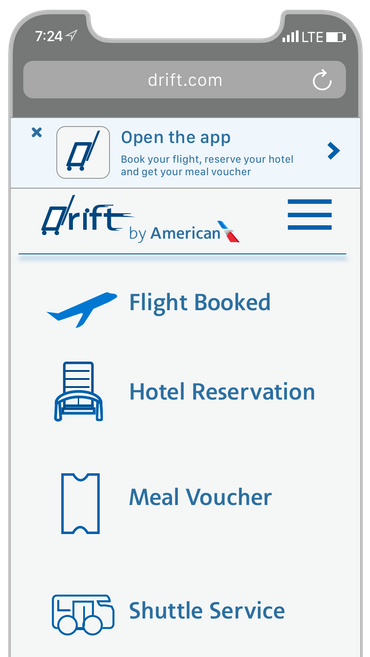 7:24 LTE
drift.com
Open the app
Book your flight, reserve your hotel
and get your meal voucher
Drift
by American
Flight Booked
Hotel Reservation
Meal Voucher
Shuttle Service